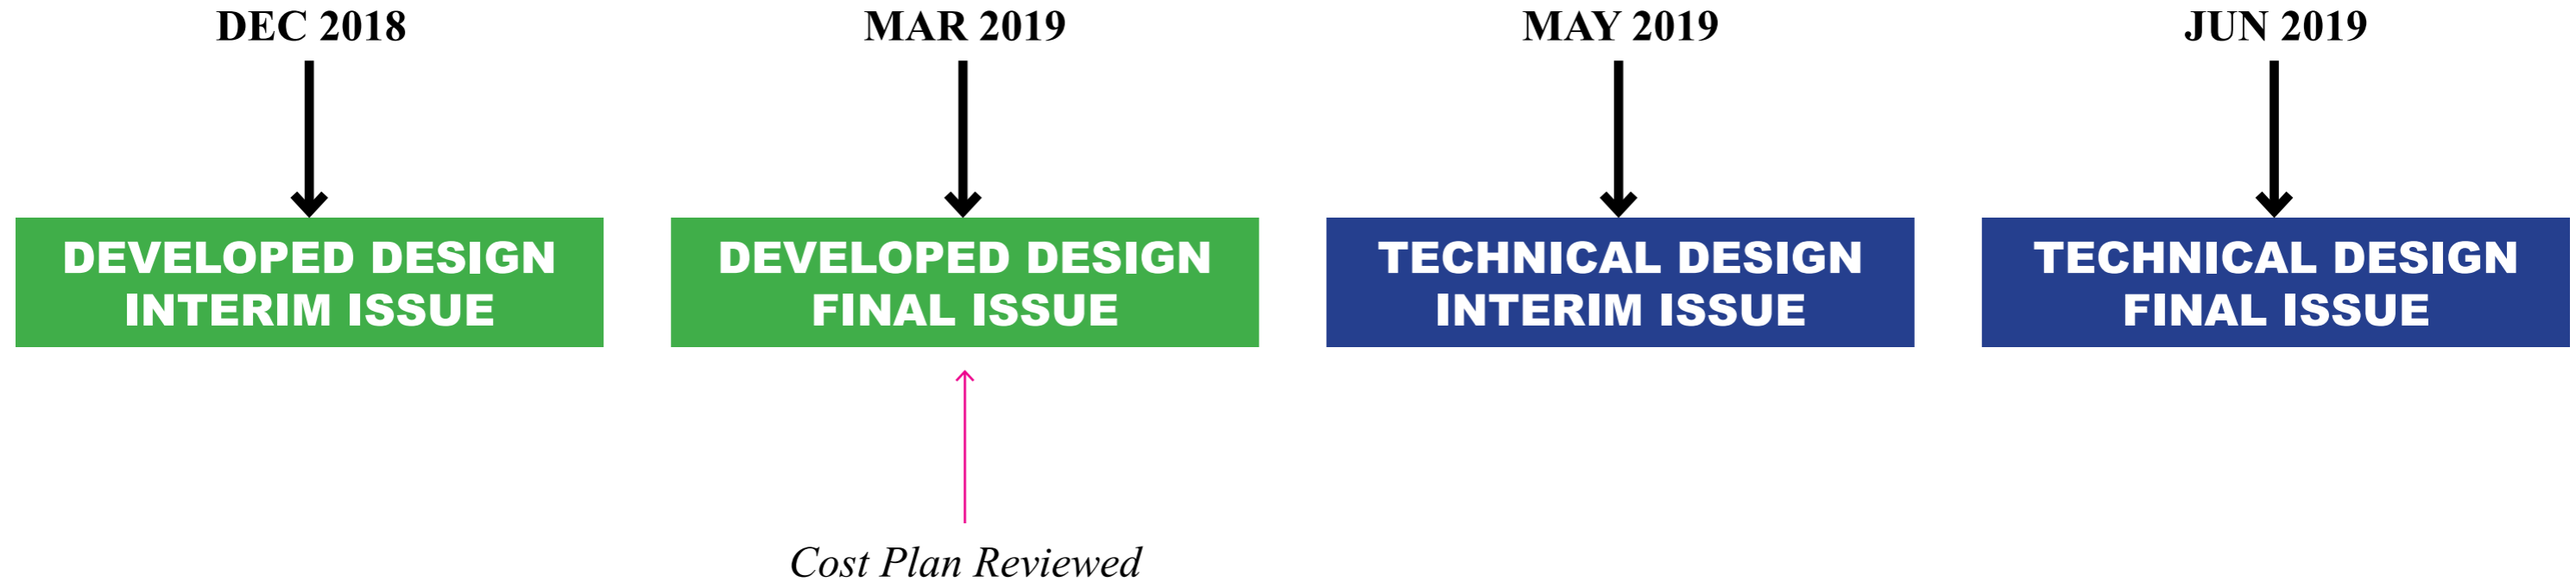 DEC 2018
MAR 2019
MAY 2019
JUN 2019
DEVELOPED DESIGN
INTERIM ISSUE
DEVELOPED DESIGN
FINAL ISSUE
TECHNICAL DESIGN
INTERIM ISSUE
TECHNICAL DESIGN
FINAL ISSUE
Cost Plan Reviewed